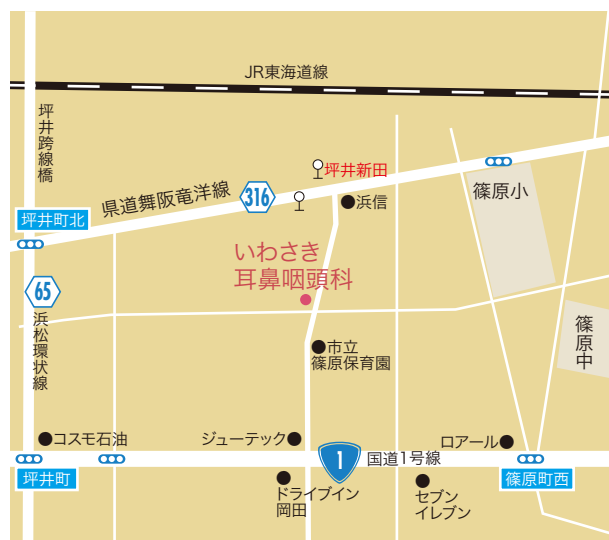 JR東海道線
坪井跨線橋
坪井新田
県道舞阪竜洋線
316
篠原小
浜信
坪井町北
いわさき
耳鼻咽頭科
65
浜松環状線
篠原中
市立
篠原保育園
コスモ石油
ジューテック
ロアール
1
国道1号線
坪井町
篠原町西
ドライブイン
岡田
セブン
イレブン